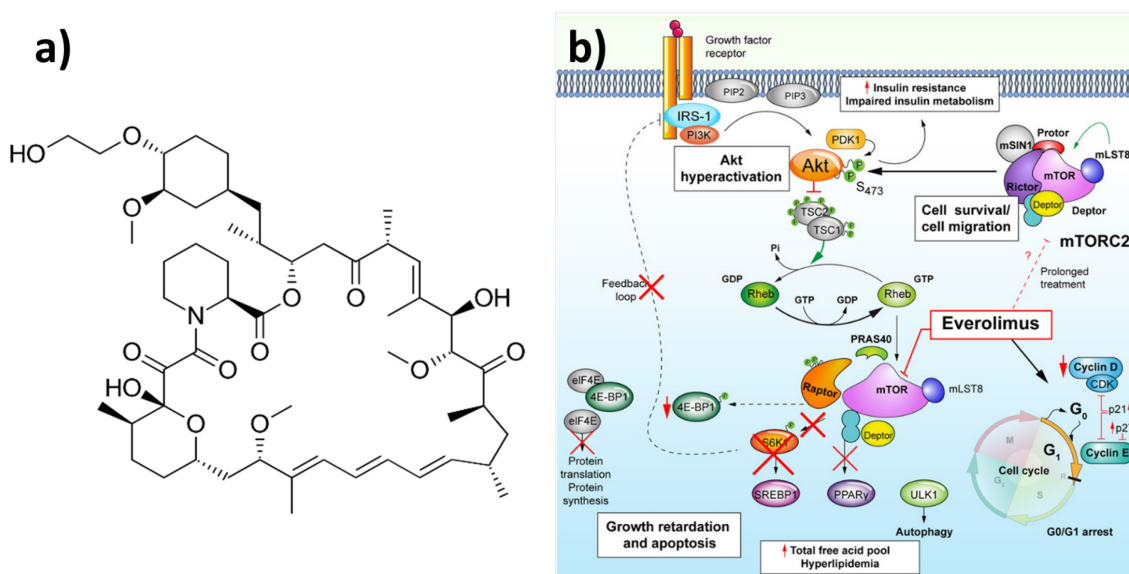 a)
HO
O
O
O
N
O
O
O
HO
O
O
O
O
O
OH
O
b)
Growth factor
receptor
PIP2
PIP3
Insulin resistance
Impaired insulin metabolism
IRS-1
PI3K
PDK1
Akt
hyperactivation
Akt
P
P
S473
mSIN1
Protor
mLST8
Rictor
mTOR
Deptor
Deptor
Cell survival/
cell migration
mTORC2
TSC2
TSC1
Pi
GDP
Rheb
GTP
GDP
GTP
Rheb
Feedback
loop
?
Prolonged
treatment
Everolimus
PRAS40
Raptor
mTOR
mLST8
Deptor
eIF4E
4E-BP1
4E-BP1
eIF4E
S6K1
Protein
translation
Protein
synthesis
SREBP1
PPARγ
ULK1
Autophagy
Cyclin D
CDK
p21
p27
Cyclin E
G0
G1
M
Cell cycle
G2
S
R
G0/G1 arrest
Growth retardation
and apoptosis
Total free acid pool
Hyperlipidemia